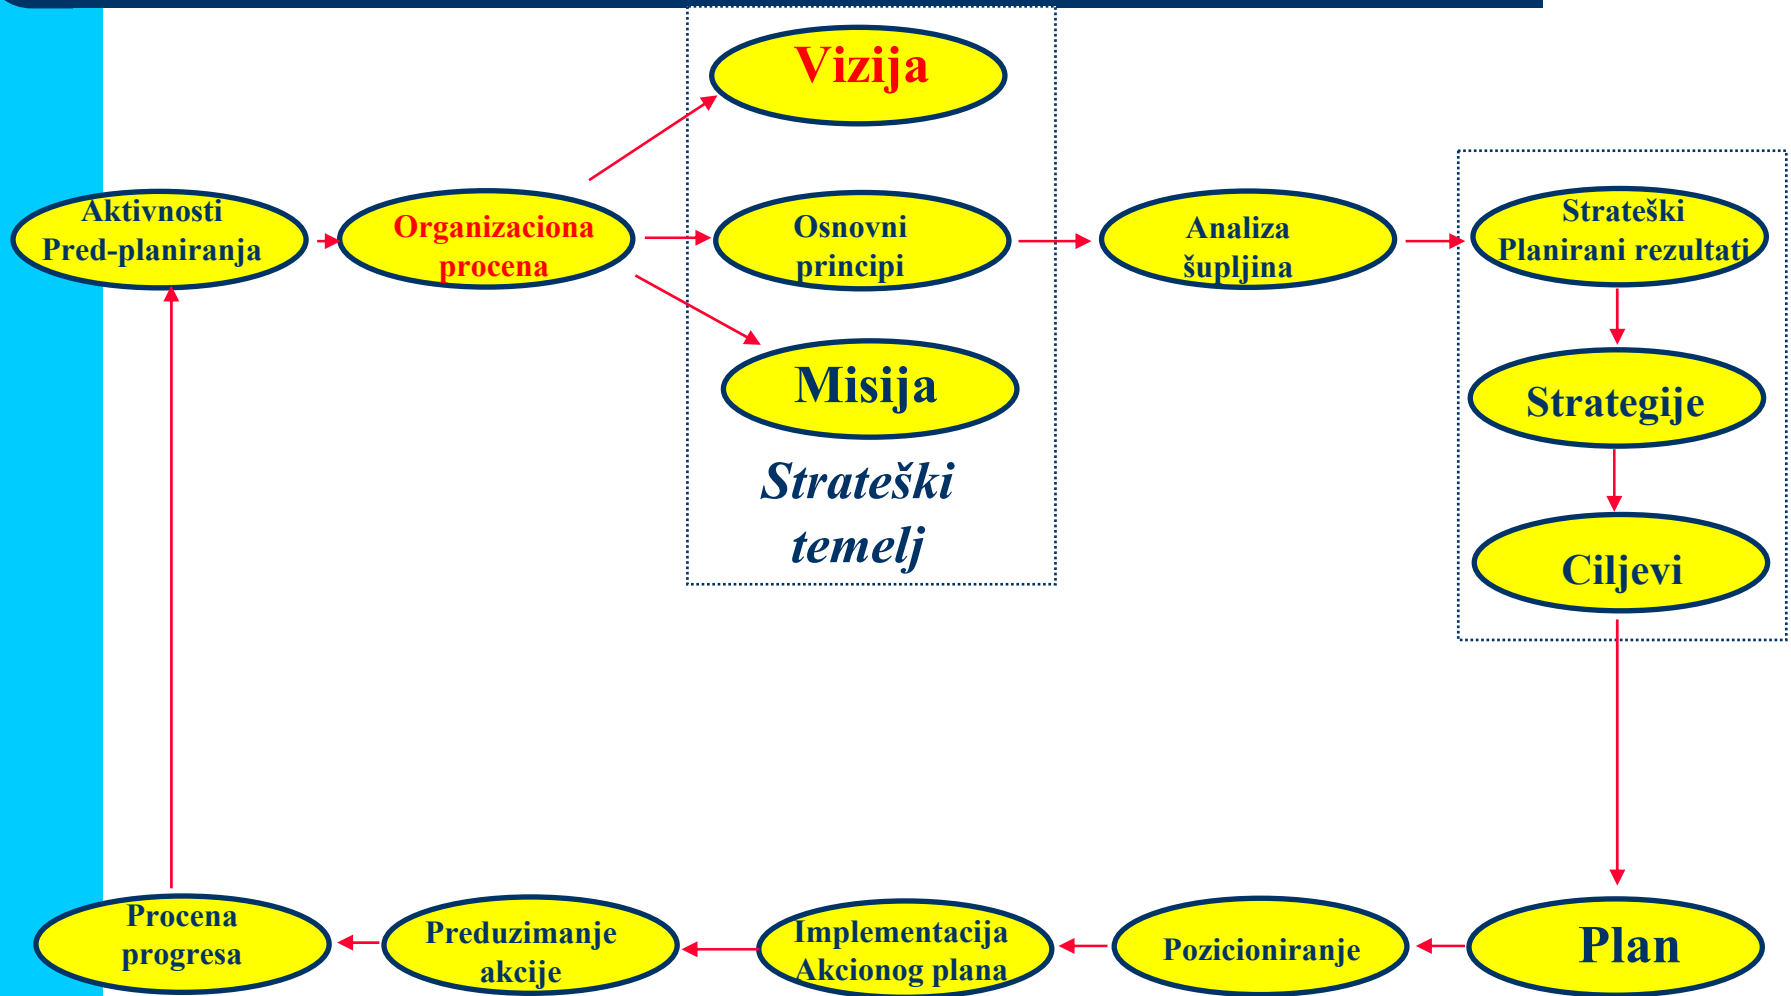 Vizija
Aktivnosti
Pred-planiranja
Organizaciona
procena
Osnovni
principi
Analiza
šupljina
Strateški
Planirani rezultati
Misija
Strategije
Strateški
temelj
Ciljevi
Procena
progresa
Preduzimanje
akcije
Implementacija
Akcionog plana
Pozicioniranje
Plan